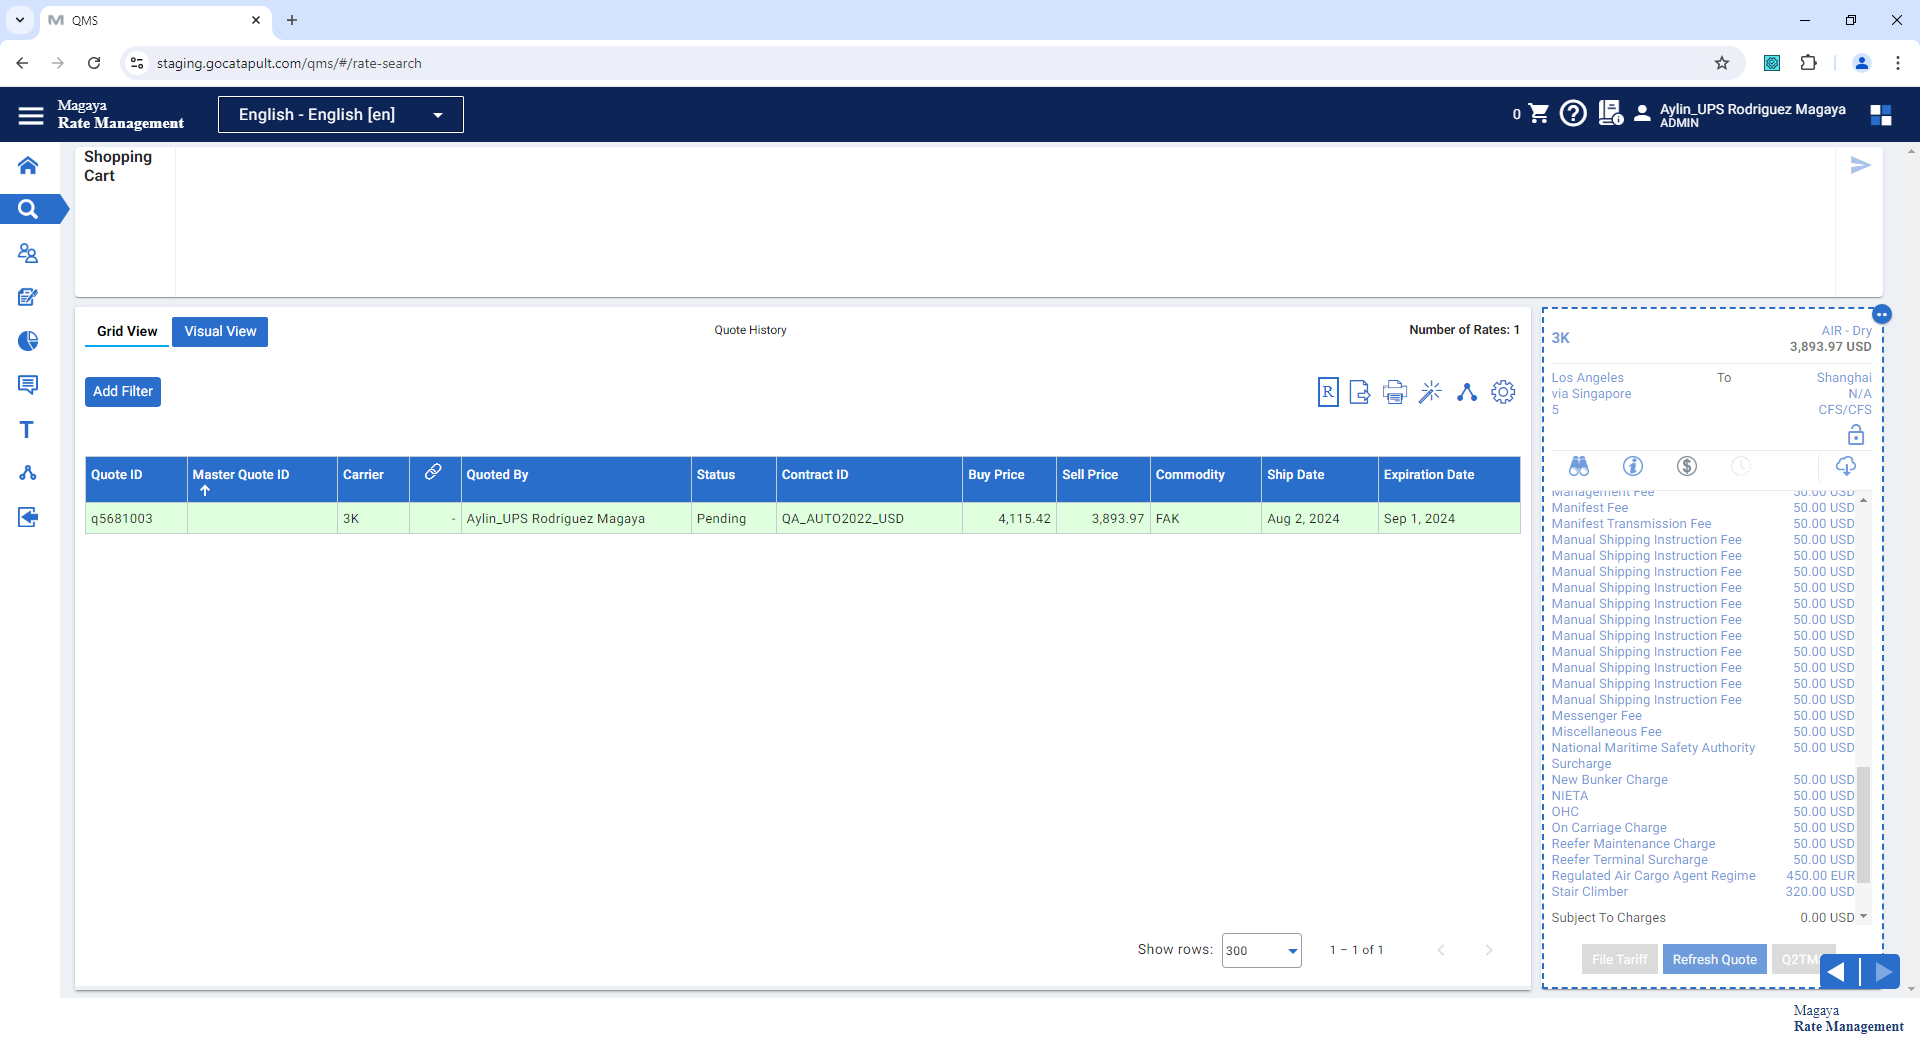 QMS
staging.gocatapult.com/qms/#/rate-search
Magaya
Rate Management
English - English [en]
0
Aylin_UPS Rodriguez Magaya
ADMIN
Shopping
Cart
Grid View
Visual View
Quote History
Number of Rates: 1
Add Filter
R
Quote ID
Master Quote ID
Carrier
Quoted By
Status
Contract ID
Buy Price
Sell Price
Commodity
Ship Date
Expiration Date
q5681003
3K
-
Aylin_UPS Rodriguez Magaya
Pending
QA_AUTO2022_USD
4,115.42
3,893.97
FAK
Aug 2, 2024
Sep 1, 2024
Show rows:
300
1 – 1 of 1
3K
AIR - Dry
3,893.97 USD
Los Angeles
To
Shanghai
via Singapore
N/A
5
CFS/CFS
Management Fee 50.00 USD
Manifest Fee 50.00 USD
Manifest Transmission Fee 50.00 USD
Manual Shipping Instruction Fee 50.00 USD
Manual Shipping Instruction Fee 50.00 USD
Manual Shipping Instruction Fee 50.00 USD
Manual Shipping Instruction Fee 50.00 USD
Manual Shipping Instruction Fee 50.00 USD
Manual Shipping Instruction Fee 50.00 USD
Manual Shipping Instruction Fee 50.00 USD
Manual Shipping Instruction Fee 50.00 USD
Manual Shipping Instruction Fee 50.00 USD
Manual Shipping Instruction Fee 50.00 USD
Manual Shipping Instruction Fee 50.00 USD
Messenger Fee 50.00 USD
Miscellaneous Fee 50.00 USD
National Maritime Safety Authority 50.00 USD
Surcharge
New Bunker Charge 50.00 USD
NIETA 50.00 USD
OHC 50.00 USD
On Carriage Charge 50.00 USD
Reefer Maintenance Charge 50.00 USD
Reefer Terminal Surcharge 50.00 USD
Regulated Air Cargo Agent Regime 450.00 EUR
Stair Climber 320.00 USD
Subject To Charges 0.00 USD
File Tariff
Refresh Quote
Q2TM
Magaya
Rate Management